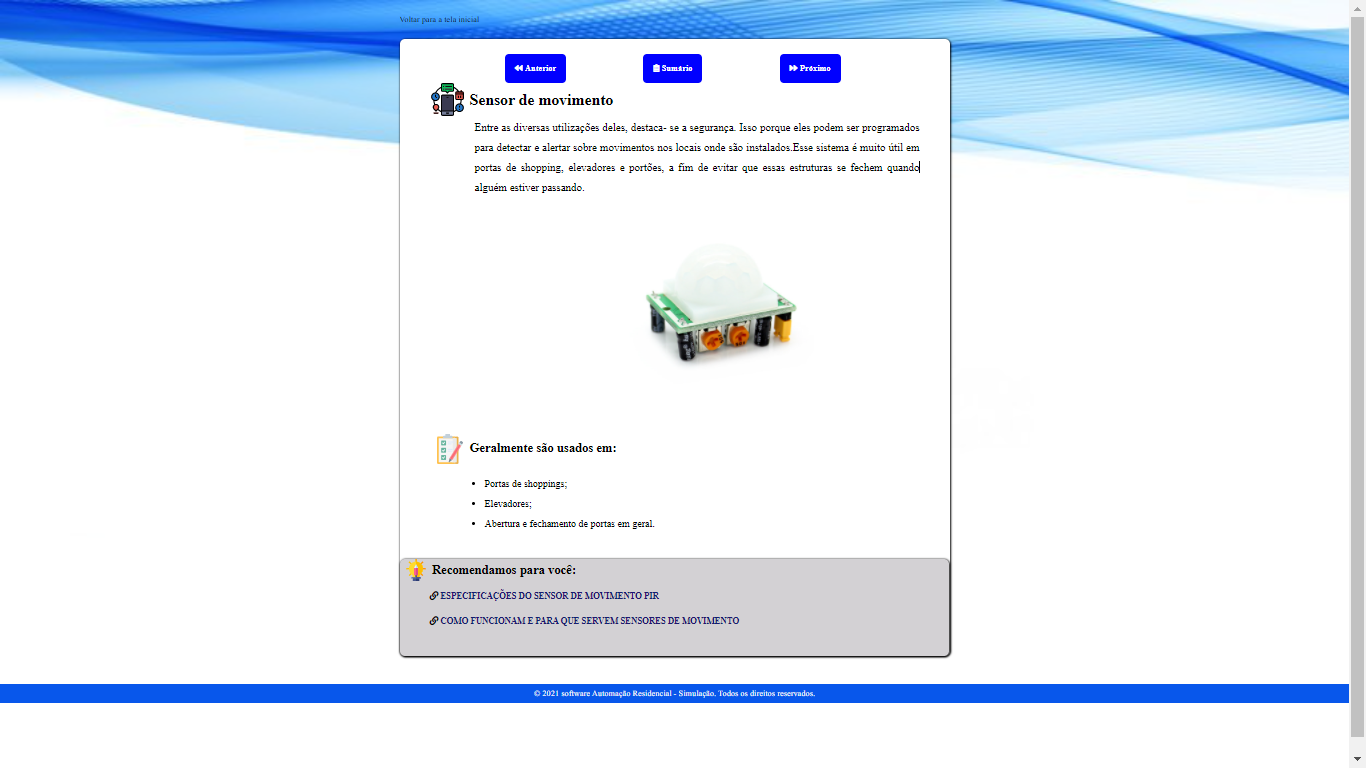 Voltar para a tela inicial
Anterior
Sumário
Próximo
Sensor de movimento
Entre as diversas utilizações deles, destaca- se a segurança. Isso porque eles podem ser programados
para detectar e alertar sobre movimentos nos locais onde são instalados.Esse sistema é muito útil em
portas de shopping, elevadores e portões, a fim de evitar que essas estruturas se fechem quando
alguém estiver passando.
Geralmente são usados em:
• Portas de shoppings;
• Elevadores;
• Abertura e fechamento de portas em geral.
Recomendamos para você:
ESPECIFICAÇÕES DO SENSOR DE MOVIMENTO PIR
COMO FUNCIONAM E PARA QUE SERVEM SENSORES DE MOVIMENTO
© 2021 software Automação Residencial - Simulação. Todos os direitos reservados.